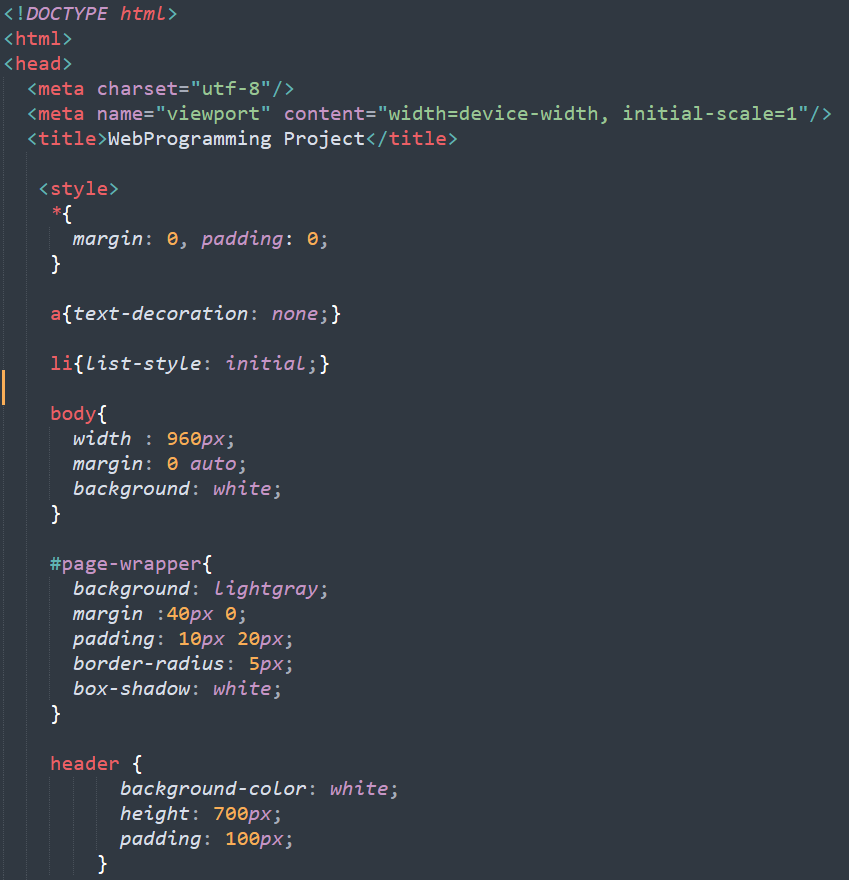 <!DOCTYPE html>
<html>
<head>
  <meta charset="utf-8"/>
  <meta name="viewport" content="width=device-width, initial-scale=1"/>
  <title>WebProgramming Project</title>

   <style>
    *{
      margin: 0, padding: 0;
    }

    a{text-decoration: none;}

    li{list-style: initial;}

    body{
      width : 960px;
      margin: 0 auto;
      background: white;
    }

    #page-wrapper{
      background: lightgray;
      margin :40px 0;
      padding: 10px 20px;
      border-radius: 5px;
      box-shadow: white;
    }

    header {
          background-color: white;
          height: 700px;
          padding: 100px;
        }